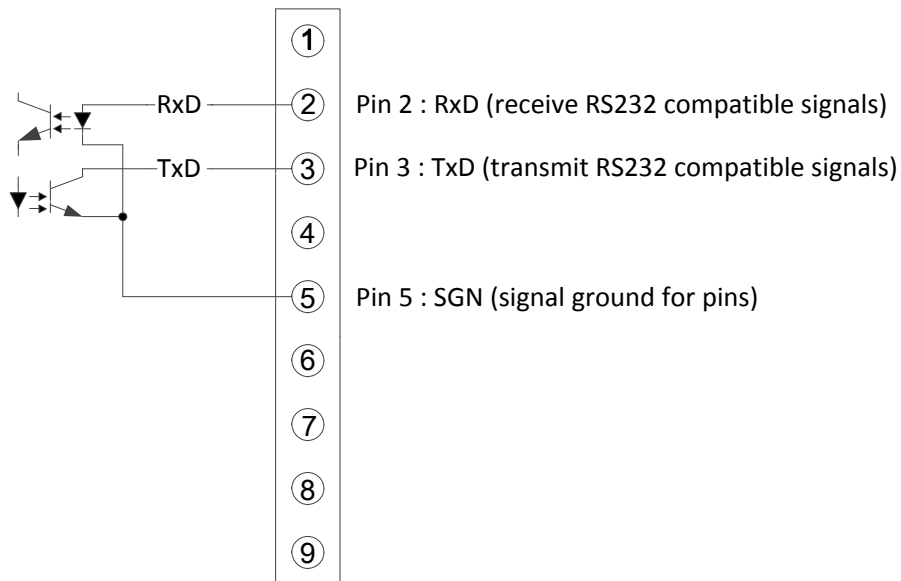 1
RxD 2 Pin 2 : RxD (receive RS232 compatible signals)
TxD 3 Pin 3 : TxD (transmit RS232 compatible signals)
4
5 Pin 5 : SGN (signal ground for pins)
6
7
8
9